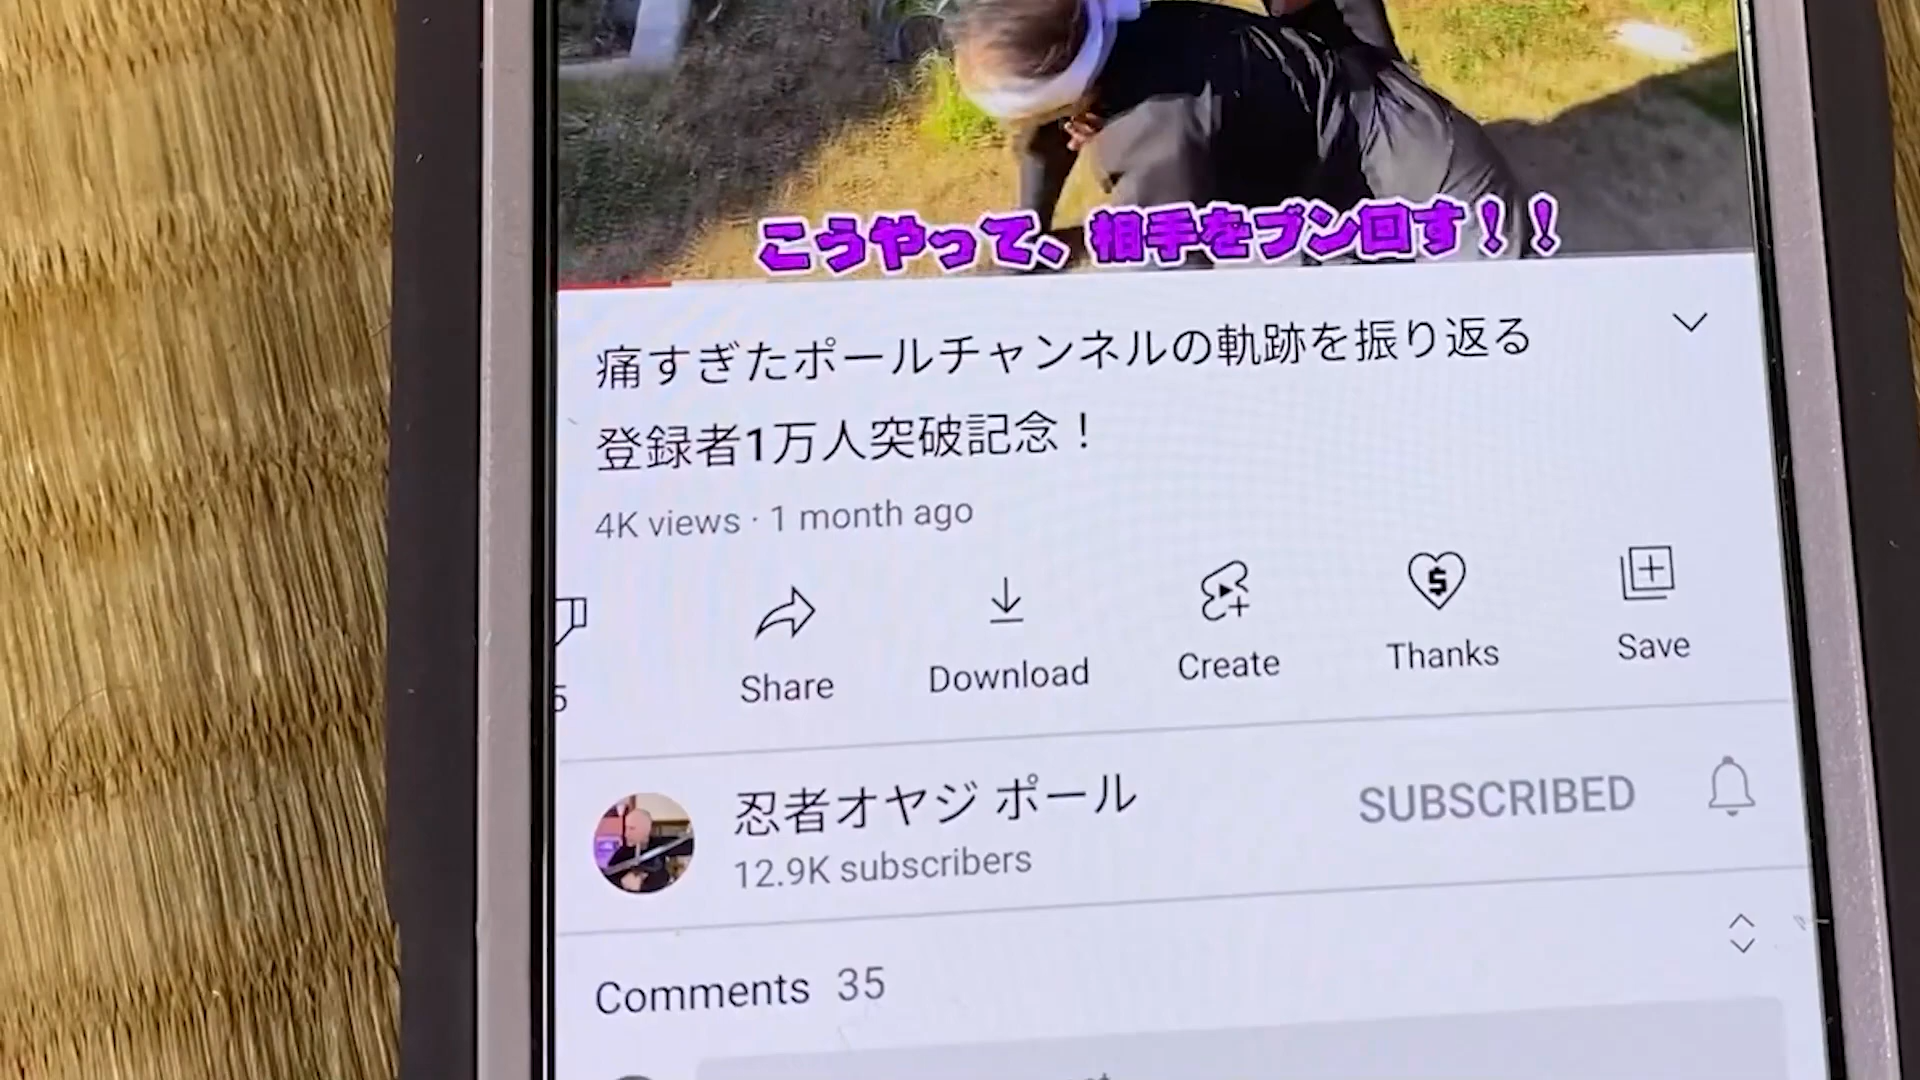 こうやって、相手をブン回す！！
痛すぎたポールチャンネルの軌跡を振り返る
登録者1万人突破記念！
4K views · 1 month ago
5
Share
Download
Create
Thanks
Save
忍者オヤジ ポール
SUBSCRIBED
12.9K subscribers
Comments 35